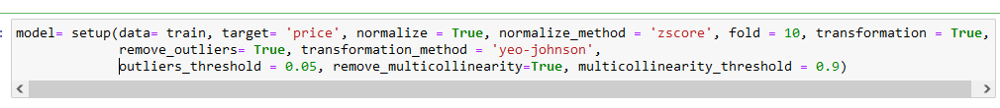 : model= setup(data= train, target= 'price', normalize = True, normalize_method = 'zscore', fold = 10, transformation = True,
remove_outliers= True, transformation_method = 'yeo-johnson',
outliers_threshold = 0.05, remove_multicollinearity=True, multicollinearity_threshold = 0.9)